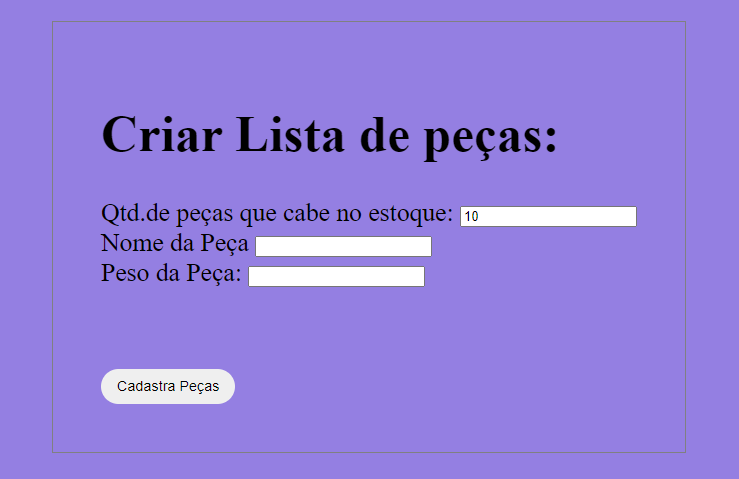 Criar Lista de peças:
Qtd.de peças que cabe no estoque: 10
Nome da Peça
Peso da Peça:
Cadastra Peças